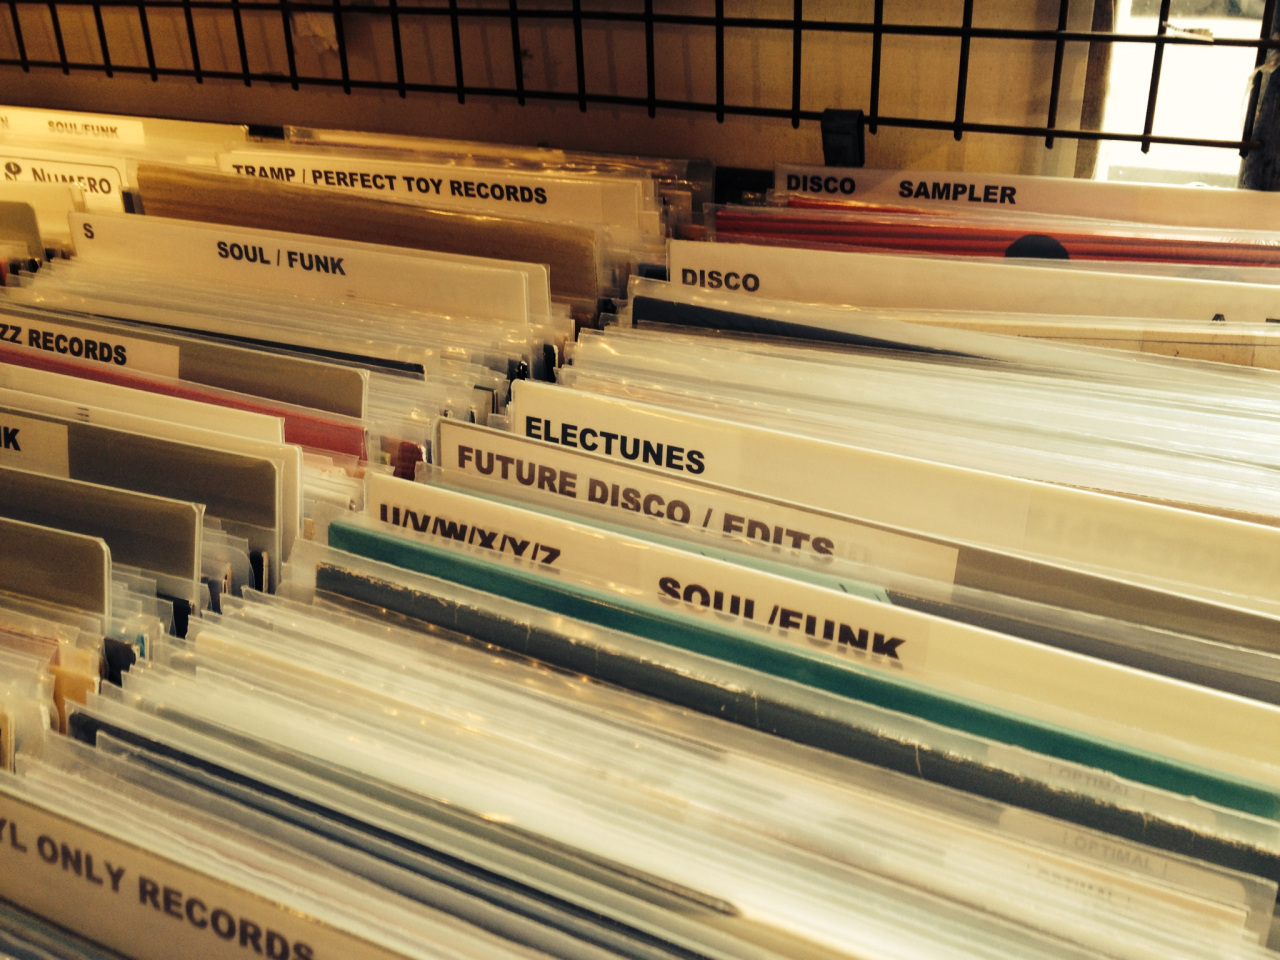 SOUL/FUNK
NUMERO
TRAMP / PERFECT TOY RECORDS
DISCO SAMPLER
S
SOUL / FUNK
DISCO
ZZ RECORDS
ELECTUNES
K
FUTURE DISCO / EDITS
U/V/W/X/Y/Z
SOUL/FUNK
OPTIMAL
OPTIMAL
YL ONLY RECORDS